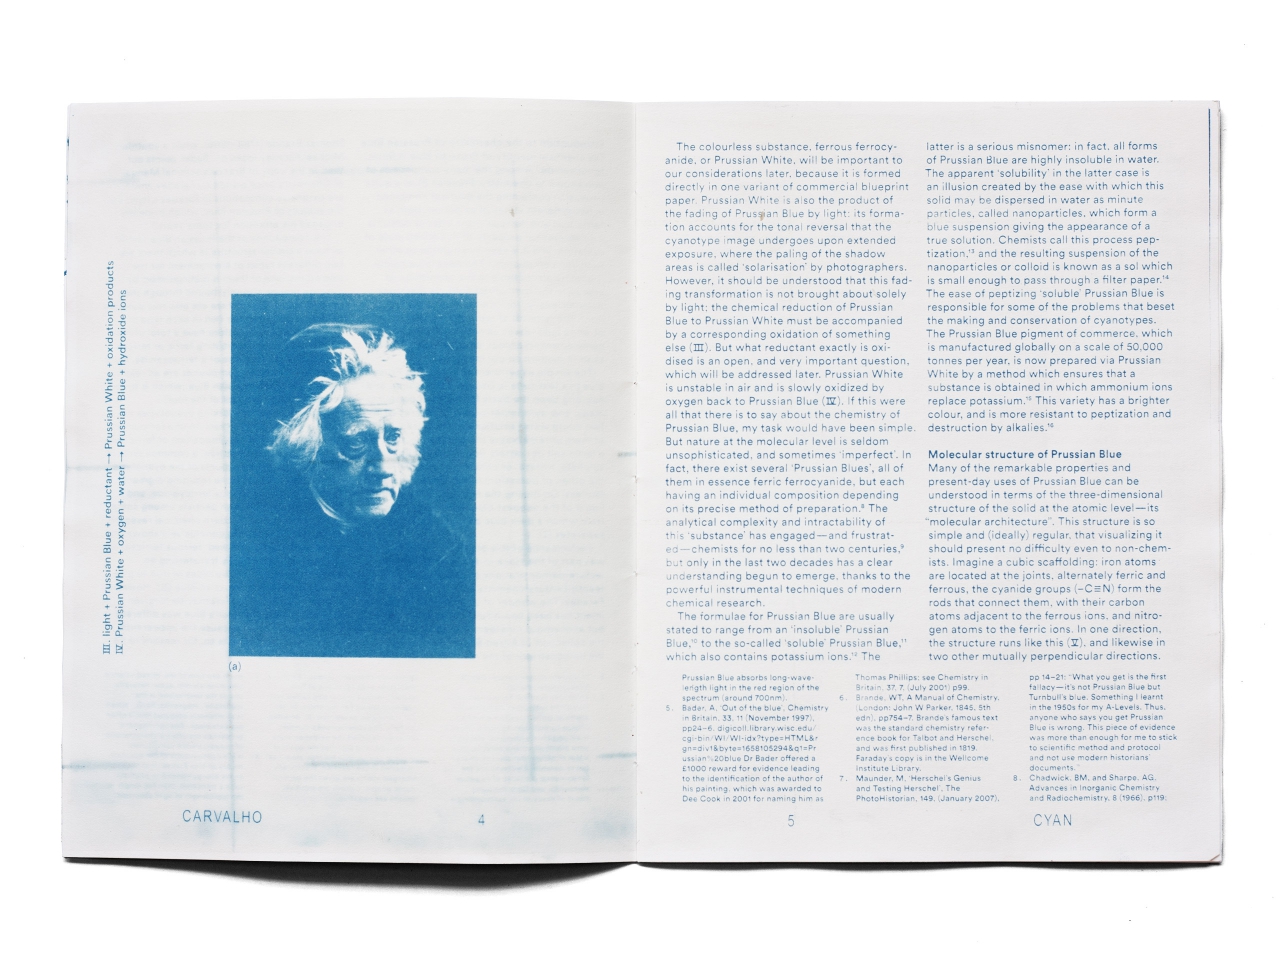 III. light + Prussian Blue + reductant → Prussian White + oxidation products
IV. Prussian White + oxygen + water → Prussian Blue + hydroxide ions
(a)
CARVALHO
4
The colourless substance, ferrous ferrocy-
anide, or Prussian White, will be important to
our considerations later, because it is formed
directly in one variant of commercial blueprint
paper. Prussian White is also the product of
the fading of Prussian Blue by light: its forma-
tion accounts for the tonal reversal that the
cyanotype image undergoes upon extended
exposure, where the paling of the shadow
areas is called ‘solarisation’ by photographers.
However, it should be understood that this fad-
ing transformation is not brought about solely
by light: the chemical reduction of Prussian
Blue to Prussian White must be accompanied
by a corresponding oxidation of something
else (III). But what reductant exactly is oxi-
dised is an open, and very important question,
which will be addressed later. Prussian White
is unstable in air and is slowly oxidized by
oxygen back to Prussian Blue (IV). If this were
all that there is to say about the chemistry of
Prussian Blue, my task would have been simple.
But nature at the molecular level is seldom
unsophisticated, and sometimes ‘imperfect’. In
fact, there exist several ‘Prussian Blues’, all of
them in essence ferric ferrocyanide, but each
having an individual composition depending
on its precise method of preparation.⁸ The
analytical complexity and intractability of
this ‘substance’ has engaged—and frustrat-
ed—chemists for no less than two centuries,⁹
but only in the last two decades has a clear
understanding begun to emerge, thanks to the
powerful instrumental techniques of modern
chemical research.
The formulae for Prussian Blue are usually
stated to range from an ‘insoluble’ Prussian
Blue,¹⁰ to the so-called ‘soluble’ Prussian Blue,¹¹
which also contains potassium ions.¹² The
latter is a serious misnomer: in fact, all forms
of Prussian Blue are highly insoluble in water.
The apparent ‘solubility’ in the latter case is
an illusion created by the ease with which this
solid may be dispersed in water as minute
particles, called nanoparticles, which form a
blue suspension giving the appearance of a
true solution. Chemists call this process pep-
tization,¹³ and the resulting suspension of the
nanoparticles or colloid is known as a sol which
is small enough to pass through a filter paper.¹⁴
The ease of peptizing ‘soluble’ Prussian Blue is
responsible for some of the problems that beset
the making and conservation of cyanotypes.
The Prussian Blue pigment of commerce, which
is manufactured globally on a scale of 50,000
tonnes per year, is now prepared via Prussian
White by a method which ensures that a
substance is obtained in which ammonium ions
replace potassium.¹⁵ This variety has a brighter
colour, and is more resistant to peptization and
destruction by alkalies.¹⁶
Molecular structure of Prussian Blue
Many of the remarkable properties and
present-day uses of Prussian Blue can be
understood in terms of the three-dimensional
structure of the solid at the atomic level—its
“molecular architecture”. This structure is so
simple and (ideally) regular, that visualizing it
should present no difficulty even to non-chem-
ists. Imagine a cubic scaffolding: iron atoms
are located at the joints, alternately ferric and
ferrous, the cyanide groups (–C≡N) form the
rods that connect them, with their carbon
atoms adjacent to the ferrous ions, and nitro-
gen atoms to the ferric ions. In one direction,
the structure runs like this (V), and likewise in
two other mutually perpendicular directions.
Prussian Blue absorbs long-wave-
length light in the red region of the
spectrum (around 700nm).
5. Bader, A, ‘Out of the blue’, Chemistry
in Britain, 33, 11 (November 1997),
pp24–6. digicoll.library.wisc.edu/
cgi-bin/WI/WI-idx?type=HTML&r
gn=div1&byte=1658105294&q1=Pr
ussian%20blue Dr Bader offered a
£1000 reward for evidence leading
to the identification of the author of
his painting, which was awarded to
Dee Cook in 2001 for naming him as
Thomas Phillips: see Chemistry in
Britain, 37, 7, (July 2001) p99.
6. Brande, WT, A Manual of Chemistry,
(London: John W Parker, 1845, 5th
edn), pp754–7. Brande’s famous text
was the standard chemistry refer-
ence book for Talbot and Herschel,
and was first published in 1819.
Faraday’s copy is in the Wellcome
Institute Library.
7. Maunder, M, ‘Herschel’s Genius
and Testing Herschel’, The
PhotoHistorian, 149, (January 2007),
pp 14–21: “What you get is the first
fallacy—it’s not Prussian Blue but
Turnbull’s blue. Something I learnt
in the 1950s for my A-Levels. Thus,
anyone who says you get Prussian
Blue is wrong. This piece of evidence
was more than enough for me to stick
to scientific method and protocol
and not use modern historians’
documents.”
8. Chadwick, BM, and Sharpe, AG,
Advances in Inorganic Chemistry
and Radiochemistry, 8 (1966), p119;
5
CYAN